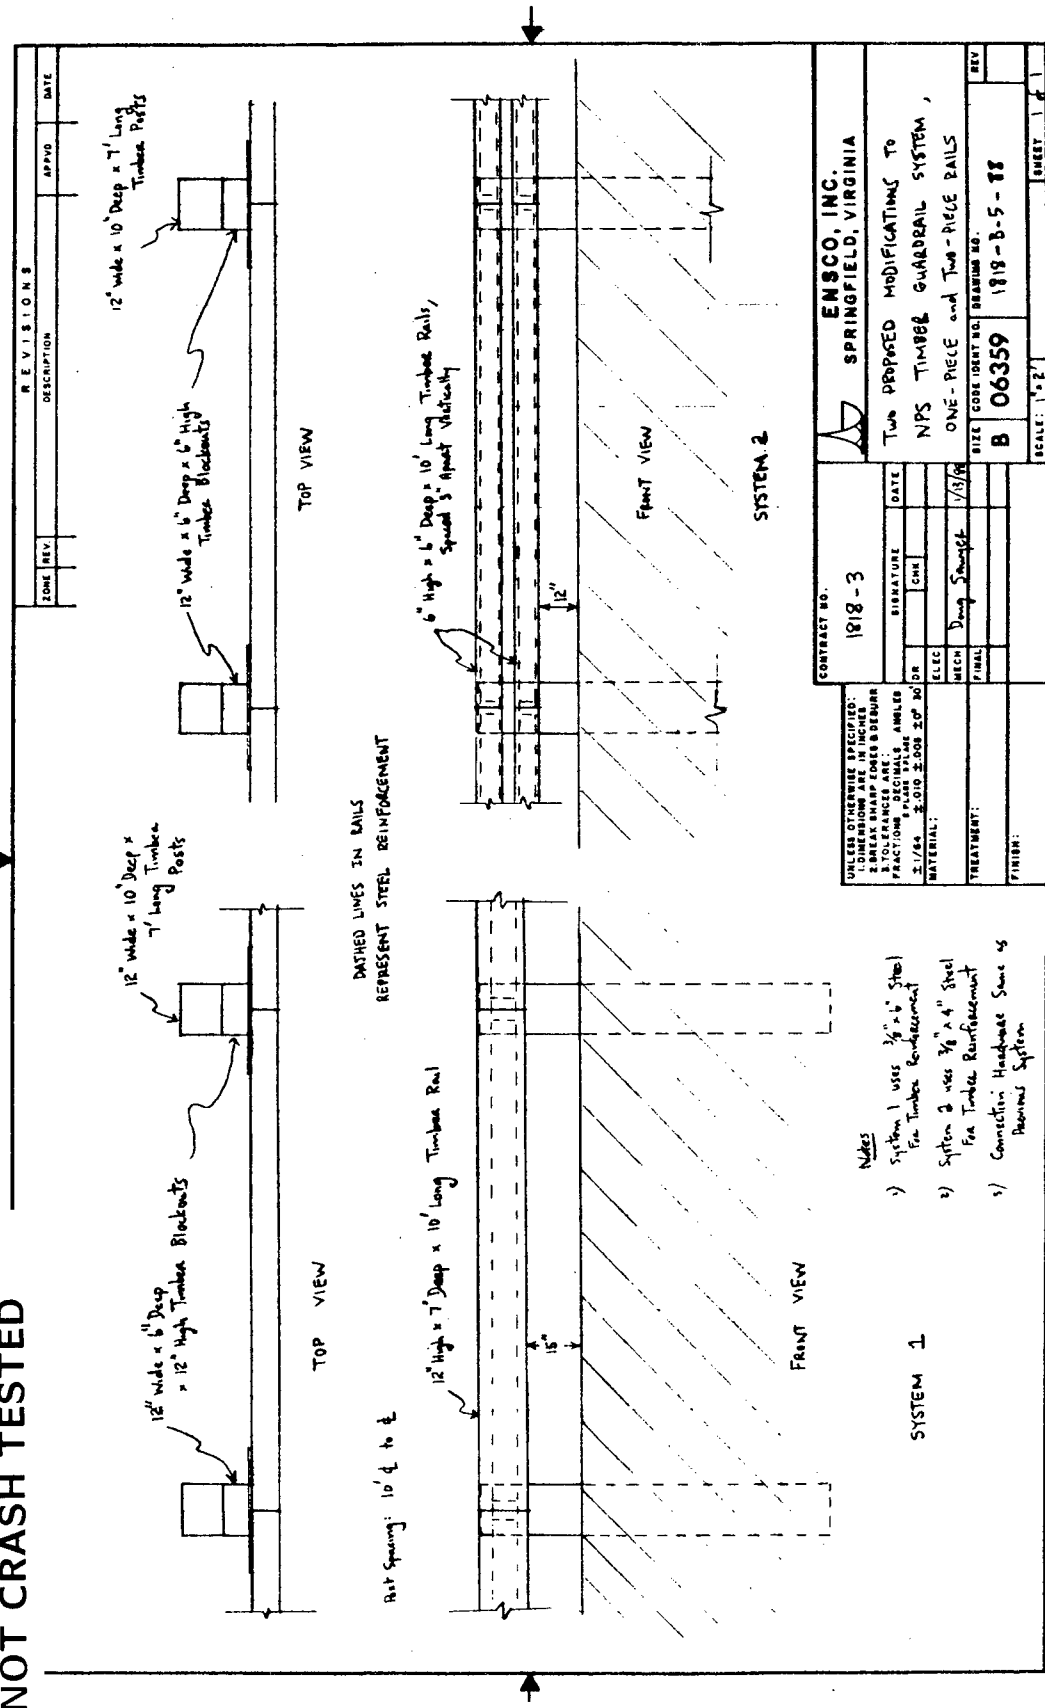 NOT CRASH TESTED
REVISIONS
ZONE REV. DESCRIPTION APPVD DATE
12" Wide x 6" Deep
x 12" High Timber Blockouts
12" Wide x 10" Deep x
7' Long Timber
Posts
12" Wide x 6" Deep x 6" High
Timber Blockouts
12" Wide x 10" Deep x 7' Long
Timber Posts
TOP VIEW
TOP VIEW
Post Spacing: 10' ℄ to ℄
DASHED LINES IN RAILS
REPRESENT STEEL REINFORCEMENT
12" High x 7" Deep x 10' Long Timber Rail
6" High x 6" Deep x 10' Long Timber Rails,
Spaced 3" Apart Vertically
15"
12"
FRONT VIEW
FRONT VIEW
SYSTEM 1
SYSTEM 2
Notes
1) System 1 uses 3/8" x 6" Steel
For Timber Reinforcement
2) System 2 uses 3/8" x 4" Steel
For Timber Reinforcement
3) Connection Hardware Same as
Previous System
UNLESS OTHERWISE SPECIFIED:
1. DIMENSIONS ARE IN INCHES
2. BREAK SHARP EDGES & DEBURR
3. TOLERANCES ARE:
FRACTIONS DECIMALS ANGLES
±1/64 ±.010 ±.005 ±0° 30'
MATERIAL:
TREATMENT:
FINISH:
CONTRACT NO.
1818-3
SIGNATURE DATE
DR CHK
ELEC
MECH Doug
FINAL
ENSCO, INC.
SPRINGFIELD, VIRGINIA
TWO PROPOSED MODIFICATIONS TO
NPS TIMBER GUARDRAIL SYSTEM,
ONE-PIECE and TWO-PIECE RAILS
SIZE CODE IDENT NO. DRAWING NO. REV
B 06359 1818-B-5-88
SCALE: 1"=2' SHEET 1 of 1